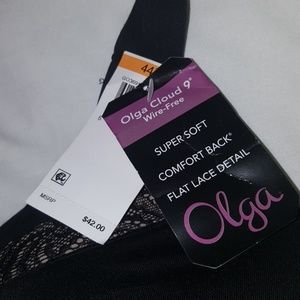 44
Olga Cloud 9®
Wire-Free
SUPER SOFT
COMFORT BACK®
FLAT LACE DETAIL
Olga
MSRP
$42.00